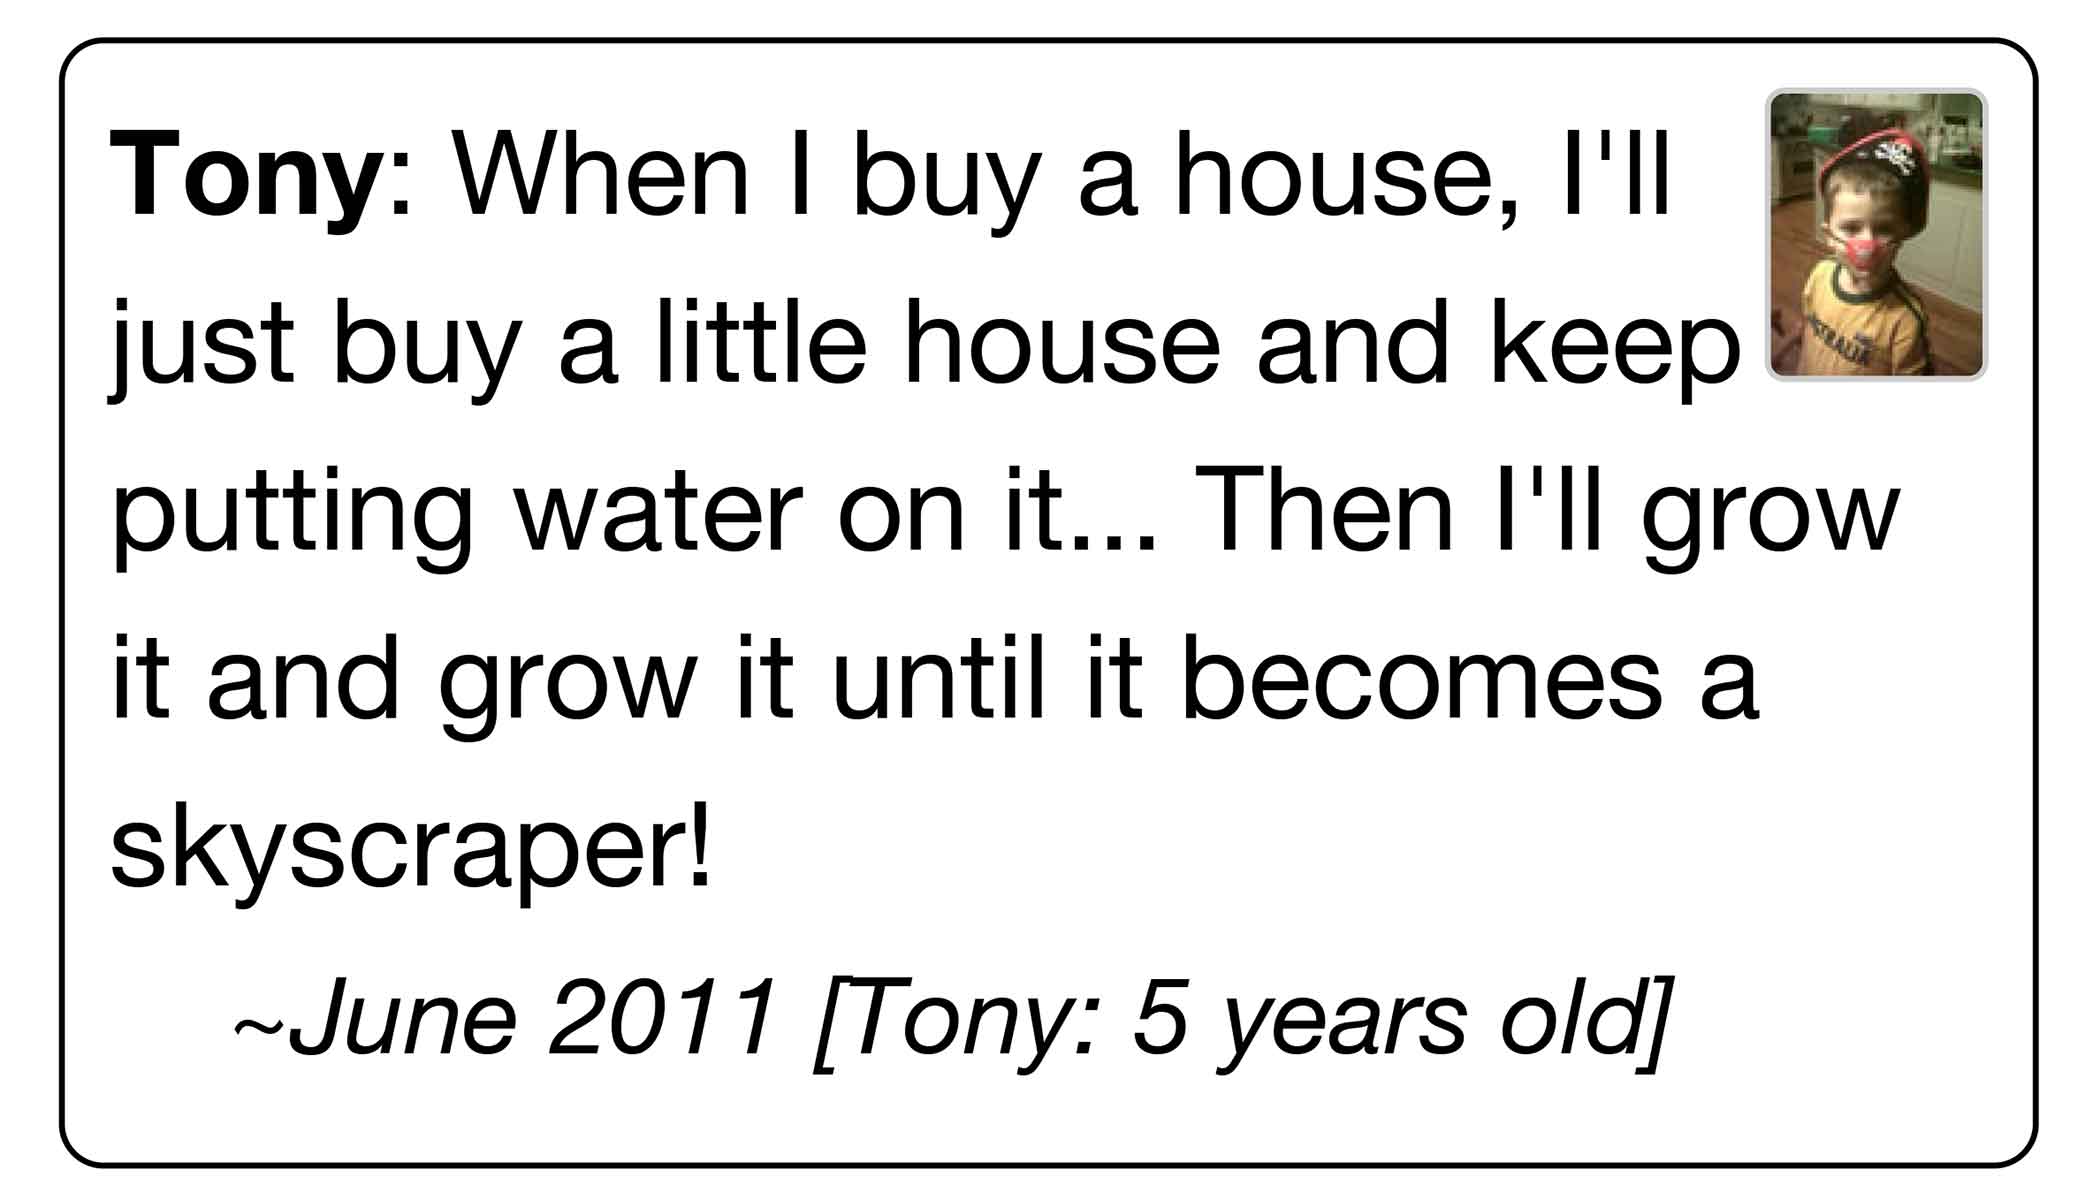 Tony: When I buy a house, I'll
just buy a little house and keep
putting water on it... Then I'll grow
it and grow it until it becomes a
skyscraper!
~June 2011 [Tony: 5 years old]